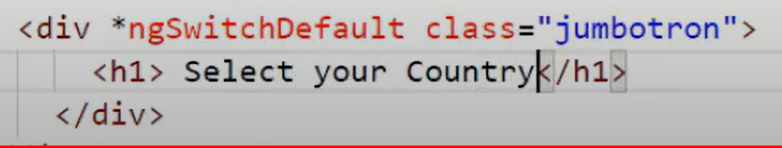 <div *ngSwitchDefault class="jumbotron">
<h1> Select your Country</h1>
</div>